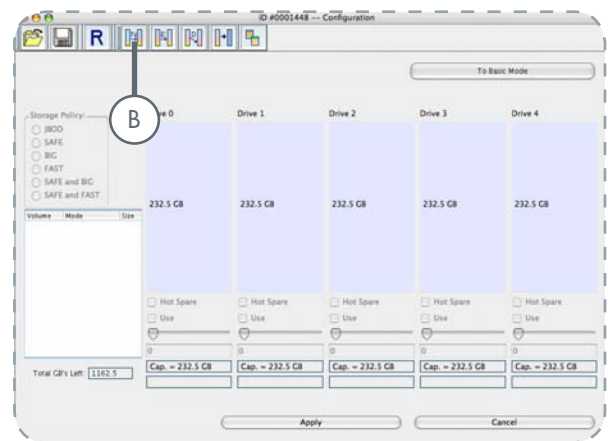 ID #0001448 -- Configuration
R
To Basic Mode
B
Storage Policy:
JBOD
SAFE
BIG
FAST
SAFE and BIG
SAFE and FAST
ve 0 Drive 1 Drive 2 Drive 3 Drive 4
232.5 GB 232.5 GB 232.5 GB 232.5 GB 232.5 GB
Volume Mode Size
Hot Spare Hot Spare Hot Spare Hot Spare Hot Spare
Use Use Use Use Use
0 0 0 0 0
Total GB's Left: 1162.5
Cap. = 232.5 GB Cap. = 232.5 GB Cap. = 232.5 GB Cap. = 232.5 GB Cap. = 232.5 GB
Apply Cancel